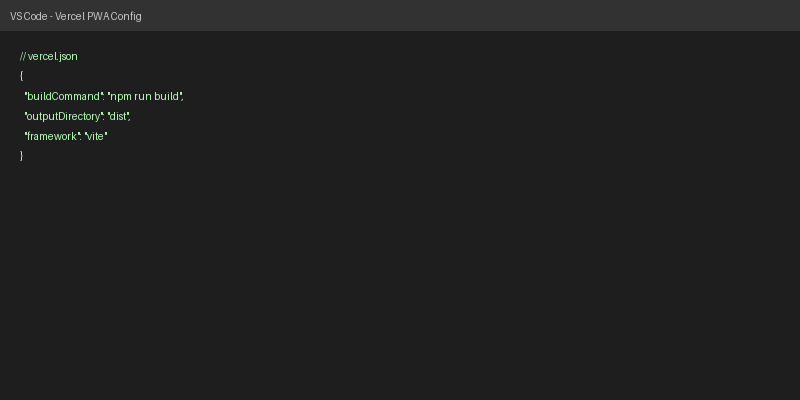 VS Code - Vercel PWA Config
// vercel.json
{
"buildCommand": "npm run build",
"outputDirectory": "dist",
"framework": "vite"
}